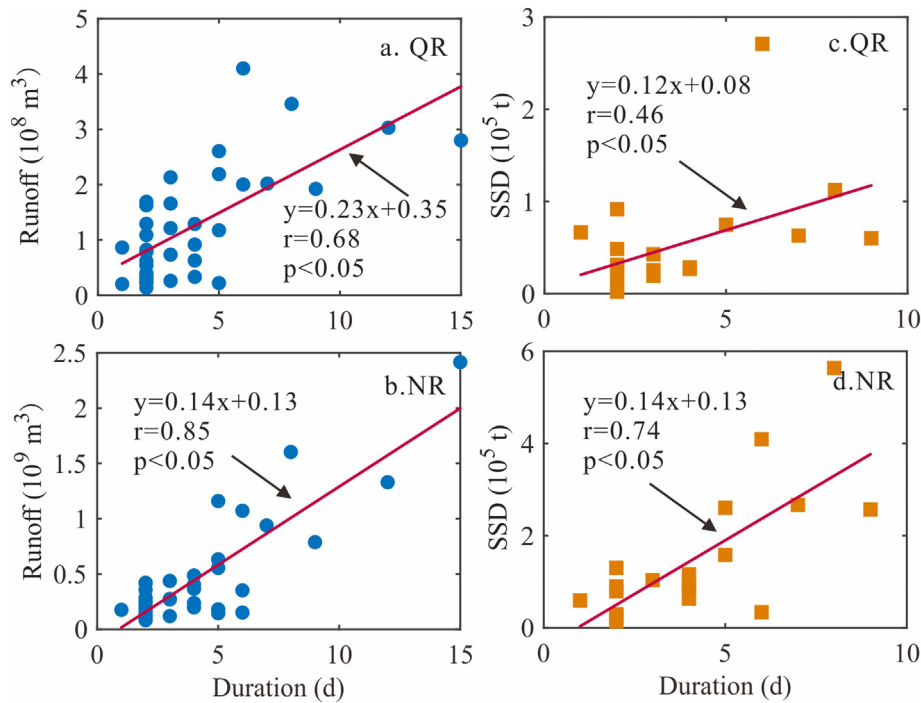 a. QR
Runoff (10⁸ m³)
5
4
3
2
1
0
y=0.23x+0.35
r=0.68
p<0.05
0
5
10
15
c.QR
SSD (10⁵ t)
3
2
1
0
y=0.12x+0.08
r=0.46
p<0.05
0
5
10
b.NR
Runoff (10⁹ m³)
2.5
2
1.5
1
0.5
0
y=0.14x+0.13
r=0.85
p<0.05
0
5
10
15
Duration (d)
d.NR
SSD (10⁵ t)
6
4
2
0
y=0.14x+0.13
r=0.74
p<0.05
0
5
10
Duration (d)